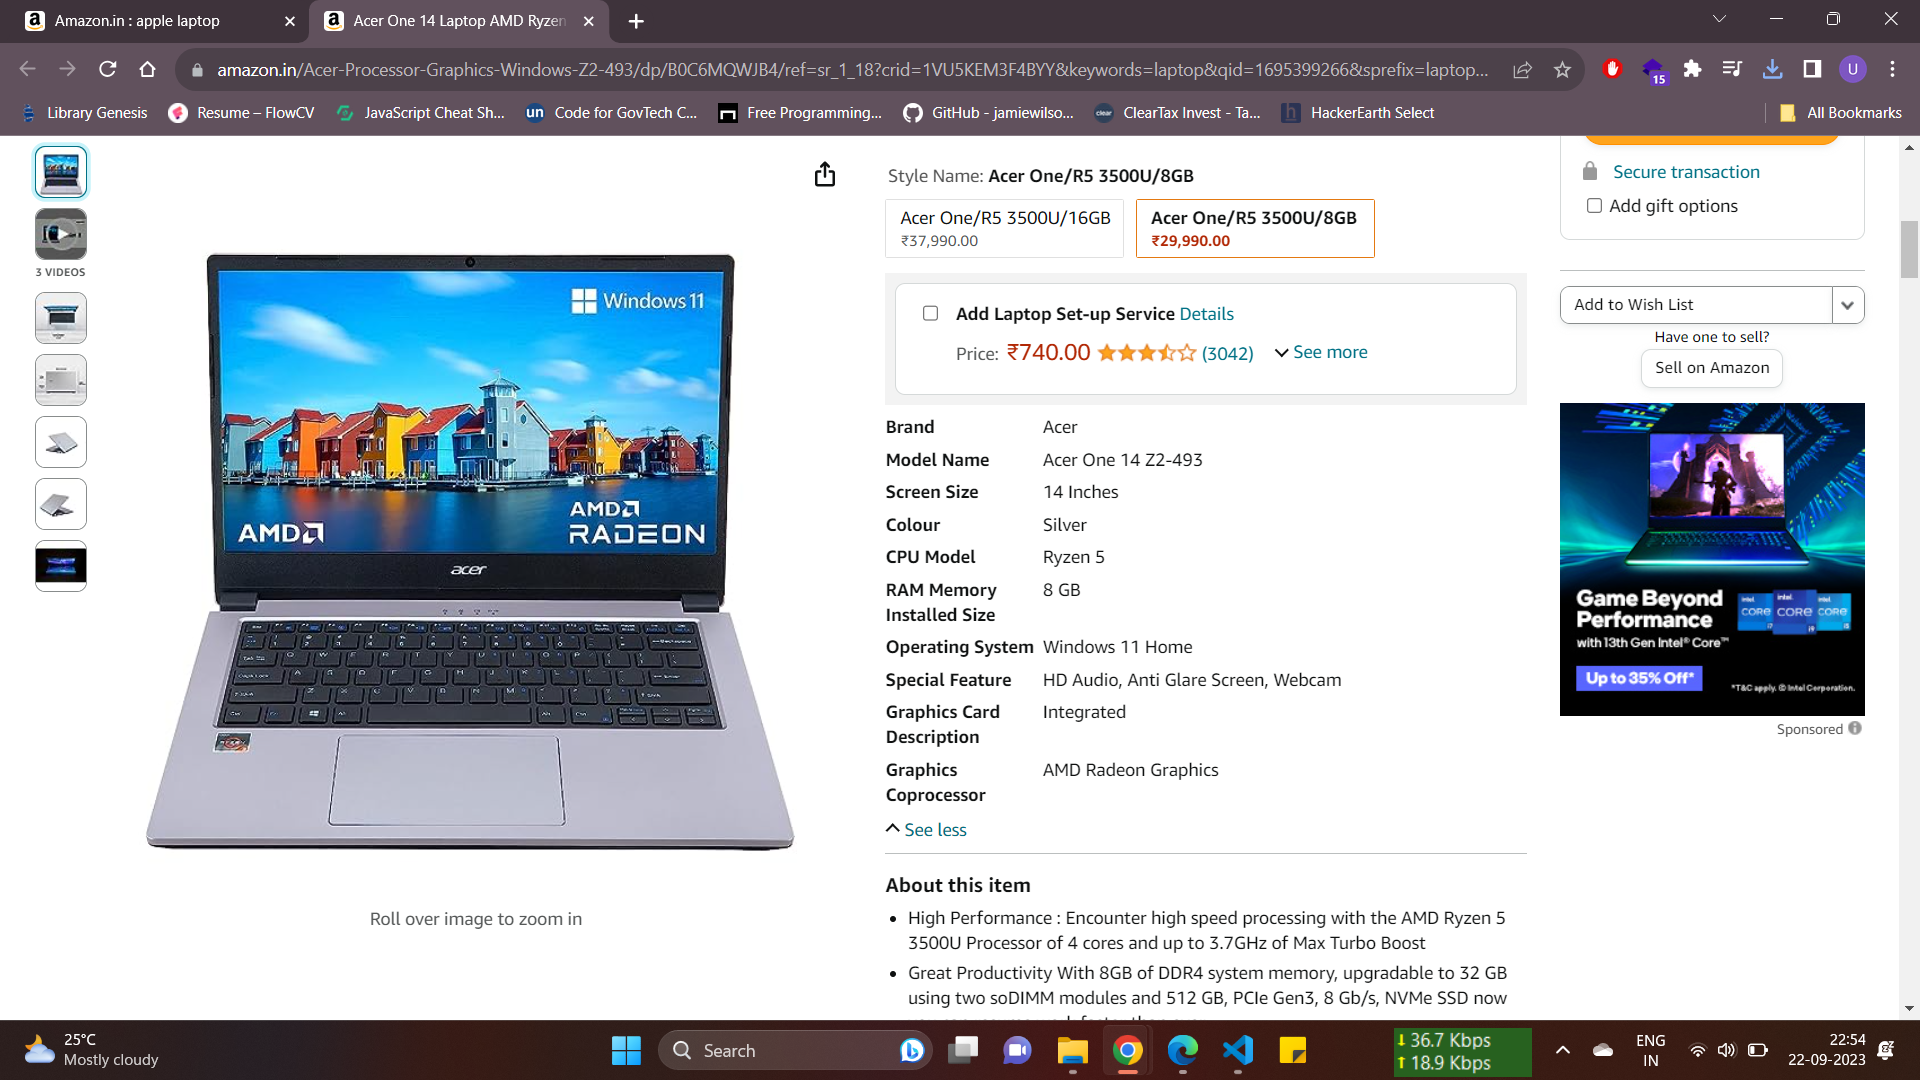 Amazon.in : apple laptop
Acer One 14 Laptop AMD Ryzen
amazon.in/Acer-Processor-Graphics-Windows-Z2-493/dp/B0C6MQWJB4/ref=sr_1_18?crid=1VU5KEM3F4BYY&keywords=laptop&qid=1695399266&sprefix=laptop...
15
U
Library Genesis
Resume – FlowCV
JavaScript Cheat Sh...
un
Code for GovTech C...
Free Programming...
GitHub - jamiewilso...
clear
ClearTax Invest - Ta...
h
HackerEarth Select
All Bookmarks
3 VIDEOS
Windows 11
AMD
AMD
RADEON
acer
Roll over image to zoom in
Style Name: Acer One/R5 3500U/8GB
Acer One/R5 3500U/16GB
₹37,990.00
Acer One/R5 3500U/8GB
₹29,990.00
Add Laptop Set-up Service Details
Price: ₹740.00 (3042) See more
Brand Acer
Model Name Acer One 14 Z2-493
Screen Size 14 Inches
Colour Silver
CPU Model Ryzen 5
RAM Memory Installed Size 8 GB
Operating System Windows 11 Home
Special Feature HD Audio, Anti Glare Screen, Webcam
Graphics Card Description Integrated
Graphics Coprocessor AMD Radeon Graphics
See less
About this item
High Performance : Encounter high speed processing with the AMD Ryzen 5
3500U Processor of 4 cores and up to 3.7GHz of Max Turbo Boost
Great Productivity With 8GB of DDR4 system memory, upgradable to 32 GB
using two soDIMM modules and 512 GB, PCIe Gen3, 8 Gb/s, NVMe SSD now
Secure transaction
Add gift options
Add to Wish List
Have one to sell?
Sell on Amazon
Game Beyond
Performance
with 13th Gen Intel® Core™
intel. CORE i7
intel. CORE i9
intel. CORE i5
Up to 35% Off*
*T&C apply. © Intel Corporation.
Sponsored
25°C
Mostly cloudy
Search
36.7 Kbps
18.9 Kbps
ENG
IN
22:54
22-09-2023